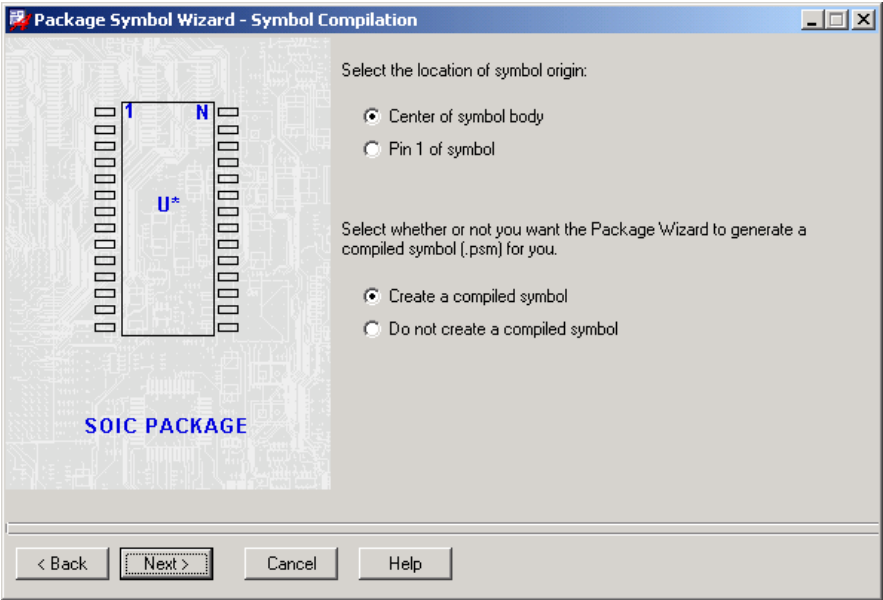 Package Symbol Wizard - Symbol Compilation
1 N
U*
SOIC PACKAGE
Select the location of symbol origin:
Center of symbol body
Pin 1 of symbol
Select whether or not you want the Package Wizard to generate a
compiled symbol (.psm) for you.
Create a compiled symbol
Do not create a compiled symbol
< Back Next > Cancel Help